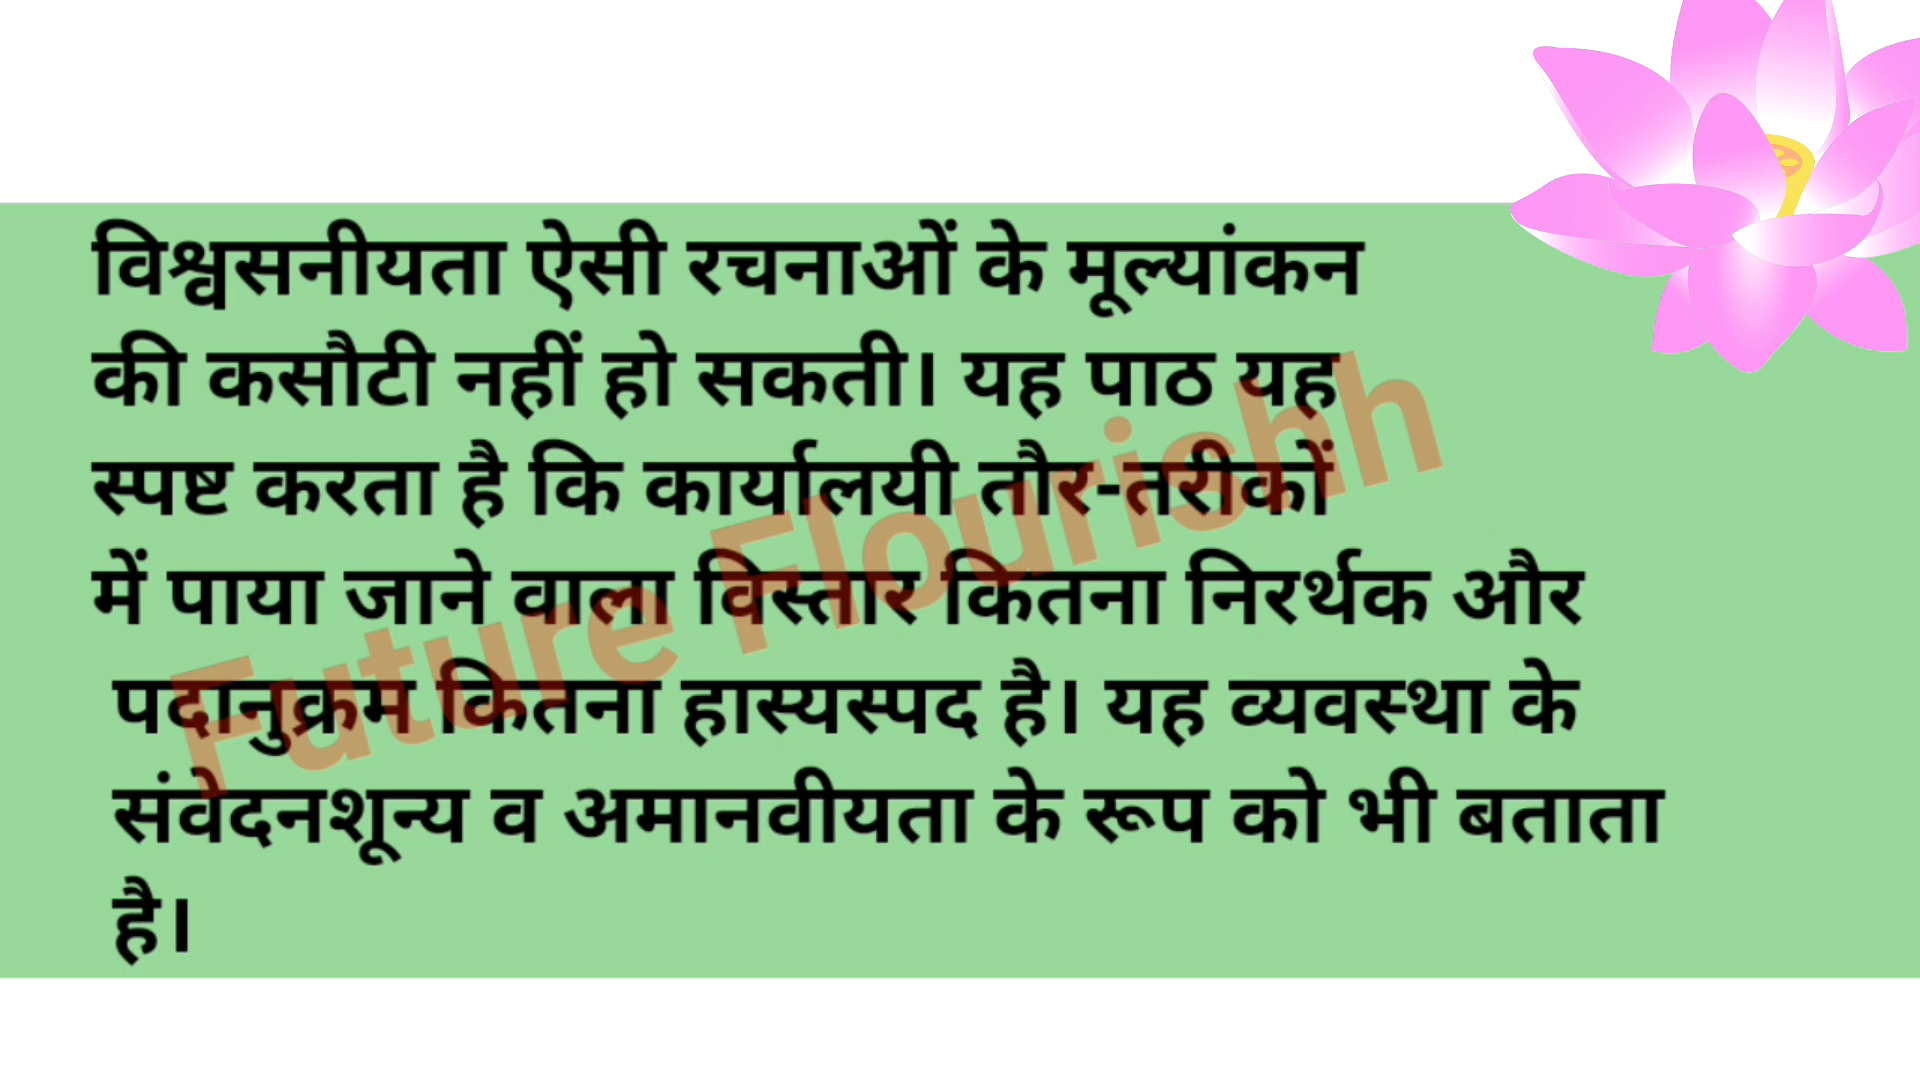 विश्वसनीयता ऐसी रचनाओं के मूल्यांकन
की कसौटी नहीं हो सकती। यह पाठ यह
स्पष्ट करता है कि कार्यालयी तौर-तरीकों
में पाया जाने वाला विस्तार कितना निरर्थक और
पदानुक्रम कितना हास्यस्पद है। यह व्यवस्था के
संवेदनशून्य व अमानवीयता के रूप को भी बताता
है।
Future Flourishh